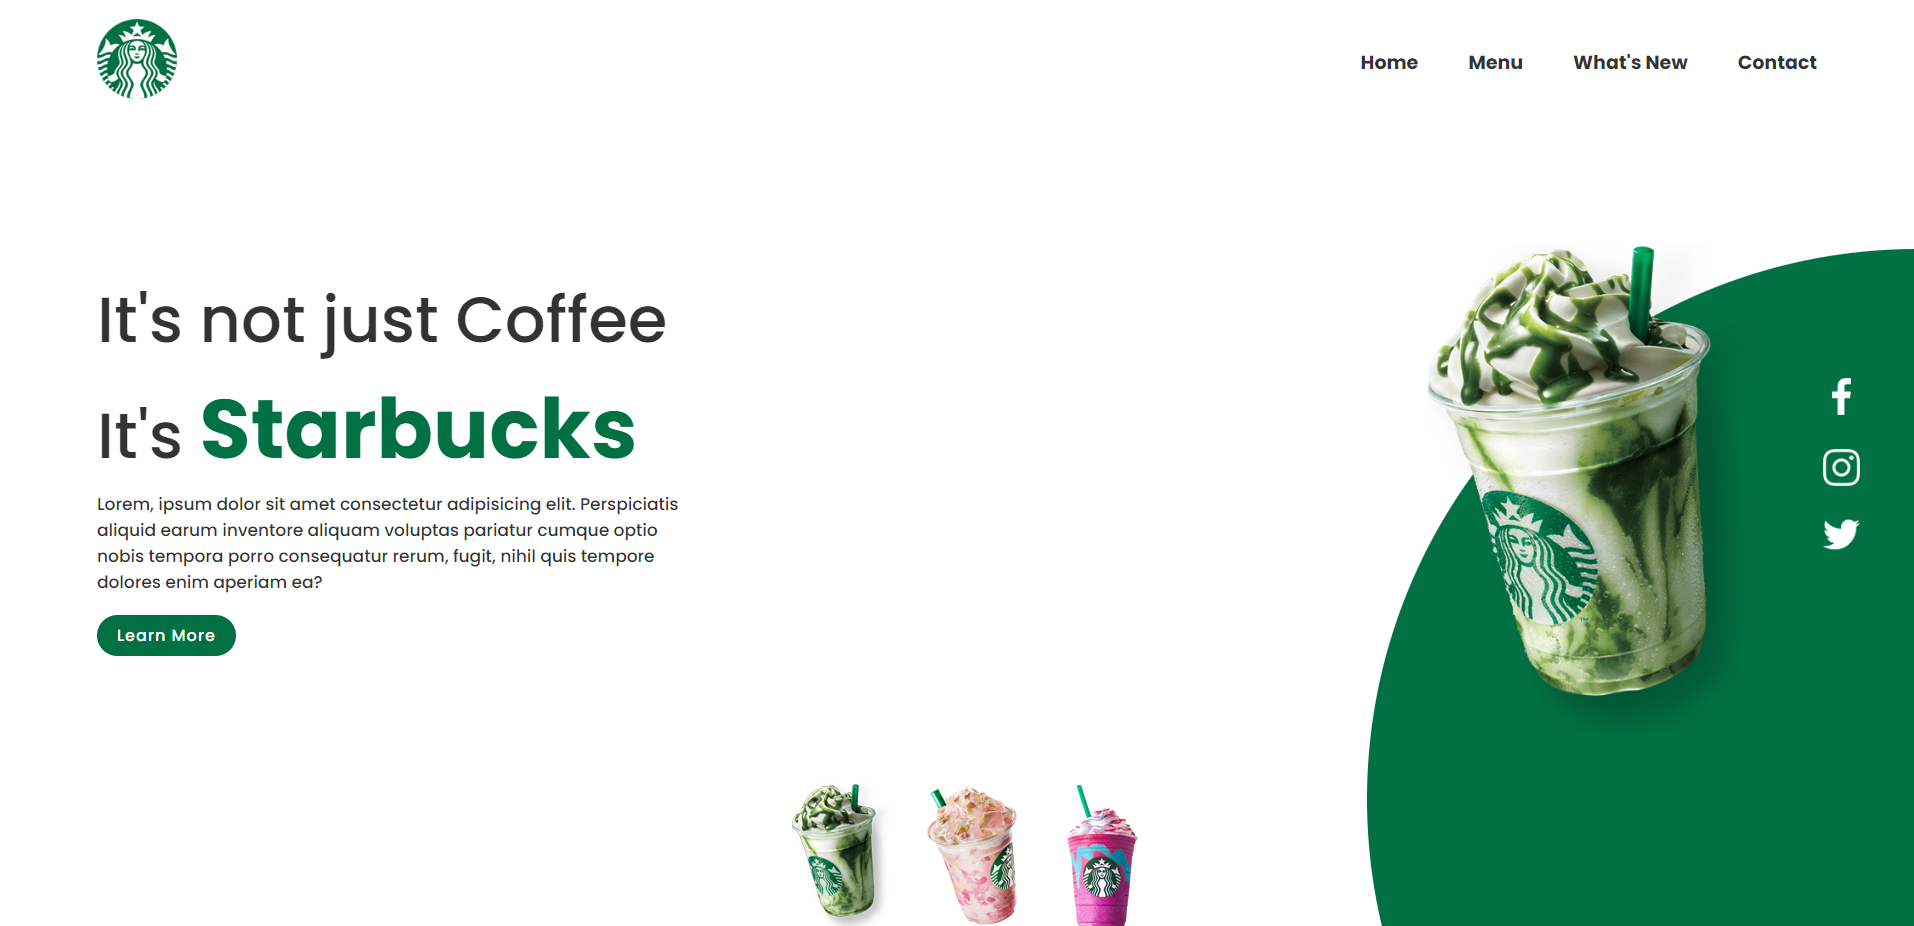 Home Menu What's New Contact
It's not just Coffee
It's Starbucks
Lorem, ipsum dolor sit amet consectetur adipisicing elit. Perspiciatis
aliquid earum inventore aliquam voluptas pariatur cumque optio
nobis tempora porro consequatur rerum, fugit, nihil quis tempore
dolores enim aperiam ea?
Learn More